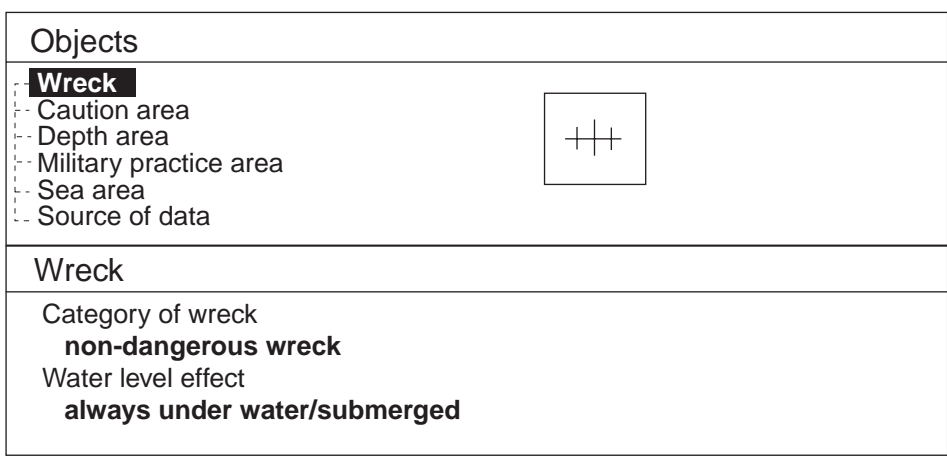 Objects
Wreck
Caution area
Depth area
Military practice area
Sea area
Source of data
Wreck
Category of wreck
non-dangerous wreck
Water level effect
always under water/submerged